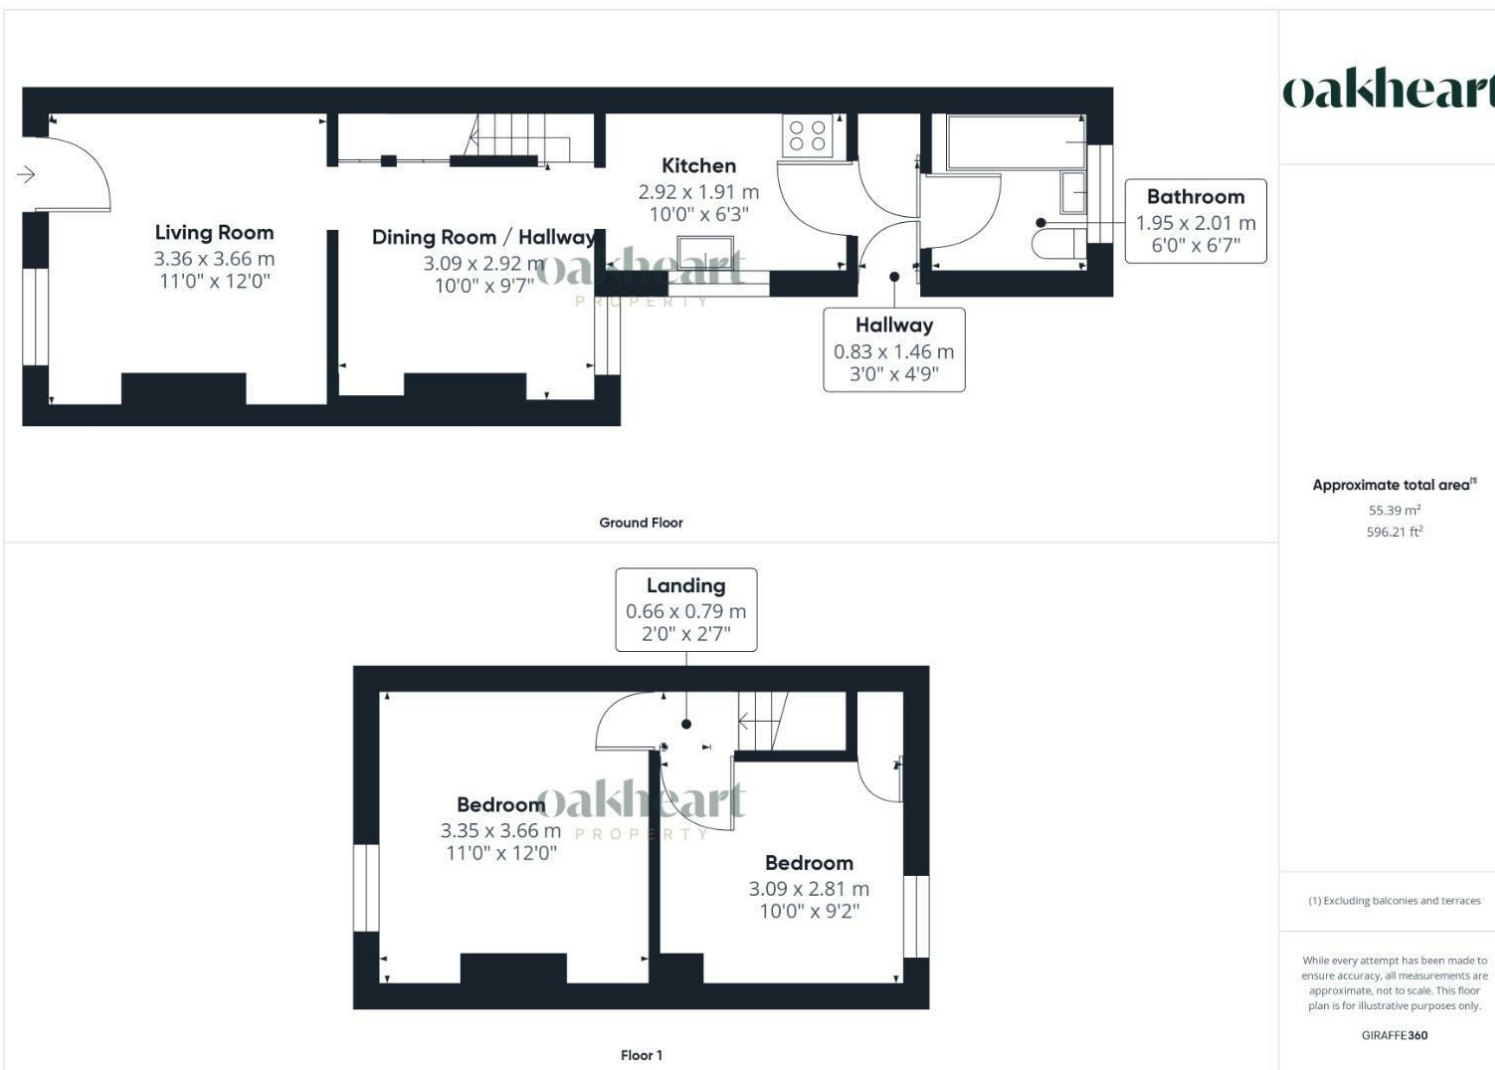 Living Room
3.36 x 3.66 m
11'0" x 12'0"
Dining Room / Hallway
3.09 x 2.92 m
10'0" x 9'7"
Kitchen
2.92 x 1.91 m
10'0" x 6'3"
Bathroom
1.95 x 2.01 m
6'0" x 6'7"
Hallway
0.83 x 1.46 m
3'0" x 4'9"
oakheart
PROPERTY
Ground Floor
Landing
0.66 x 0.79 m
2'0" x 2'7"
Bedroom
3.35 x 3.66 m
11'0" x 12'0"
Bedroom
3.09 x 2.81 m
10'0" x 9'2"
oakheart
PROPERTY
Floor 1
oakheart
Approximate total area(1)
55.39 m²
596.21 ft²
(1) Excluding balconies and terraces
While every attempt has been made to
ensure accuracy, all measurements are
approximate, not to scale. This floor
plan is for illustrative purposes only.
GIRAFFE360